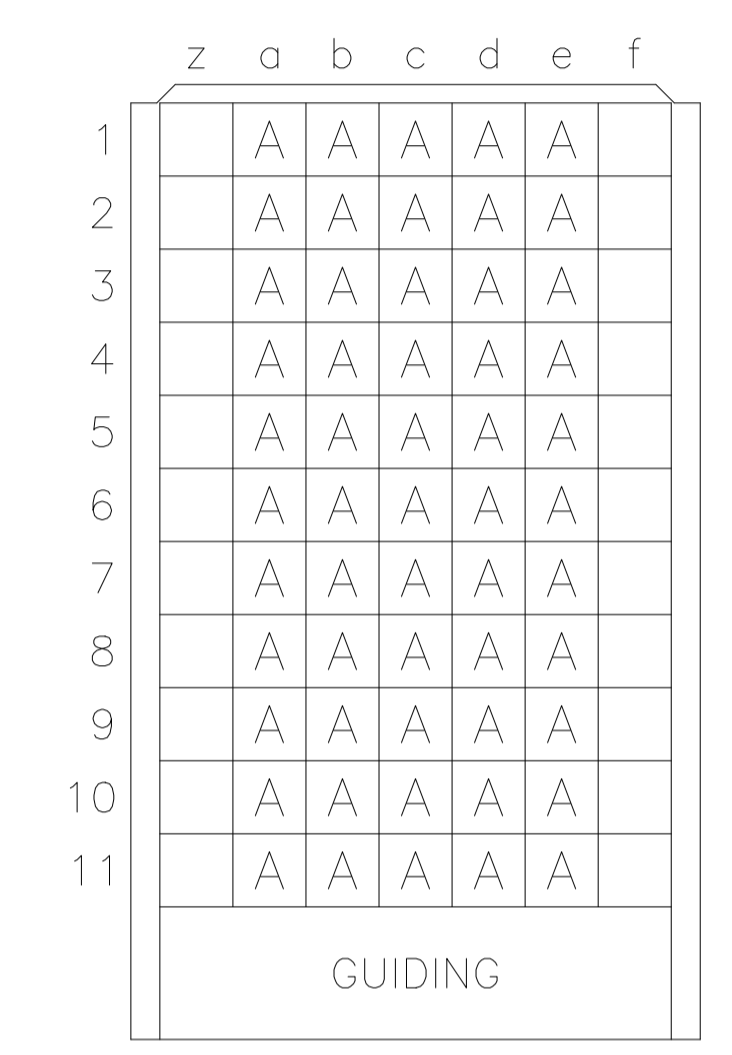 z a b c d e f
1 A A A A A
2 A A A A A
3 A A A A A
4 A A A A A
5 A A A A A
6 A A A A A
7 A A A A A
8 A A A A A
9 A A A A A
10 A A A A A
11 A A A A A
GUIDING